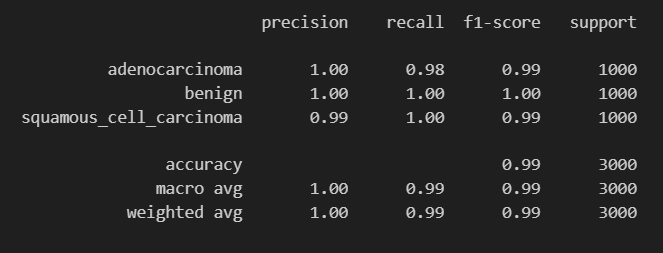 precision recall f1-score support
adenocarcinoma 1.00 0.98 0.99 1000
benign 1.00 1.00 1.00 1000
squamous_cell_carcinoma 0.99 1.00 0.99 1000
accuracy 0.99 3000
macro avg 1.00 0.99 0.99 3000
weighted avg 1.00 0.99 0.99 3000